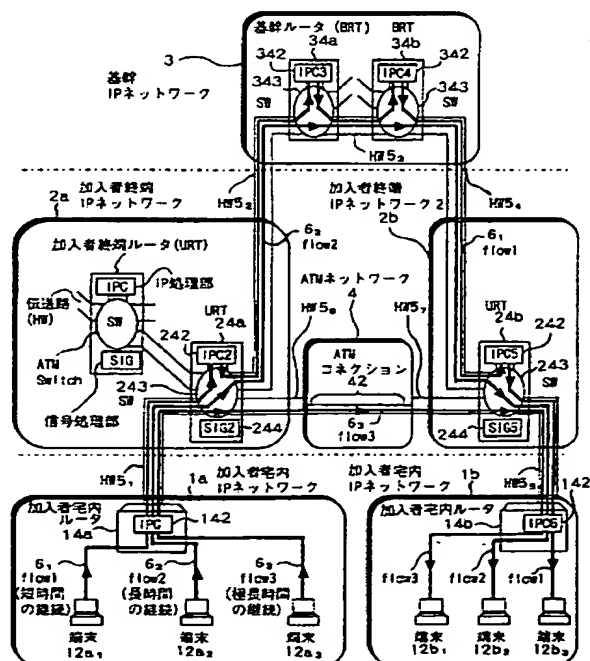 基幹ルータ(BRT) BRT
34a 34b
3
342 IPC3 IPC4 342
343 343
SW SW
基幹
IPネットワーク
HW5₃
HW5₂ HW5₄
2a 加入者終端
IPネットワーク
加入者終端
IPネットワーク2
2b
6₂
flow2
6₁
flow1
加入者終端ルータ(URT)
IPC IP処理部
伝送路
(HW)
SW
ATM
Switch
SIG
信号処理部
URT
24a
242 IPC2
243
SW
SIG2 244
HW5₆
ATMネットワーク
4
HW5₇
ATM
コネクション
42
6₃
flow3
URT
24b
IPC5 242
243
SW
244 SIG5
HW5₁ HW5₅
1a 加入者宅内
IPネットワーク
加入者宅内
IPネットワーク
1b
加入者宅内
ルータ
14a
IPC 142
加入者宅内ルータ
14b
IPC6 142
6₁
flow1
(短時間
の継続)
6₂
flow2
(長時間
の継続)
6₃
flow3
(極長時間
の継続)
flow3 flow2 flow1
端末
12a₁
端末
12a₂
端末
12a₃
端末
12b₁
端末
12b₂
端末
12b₃